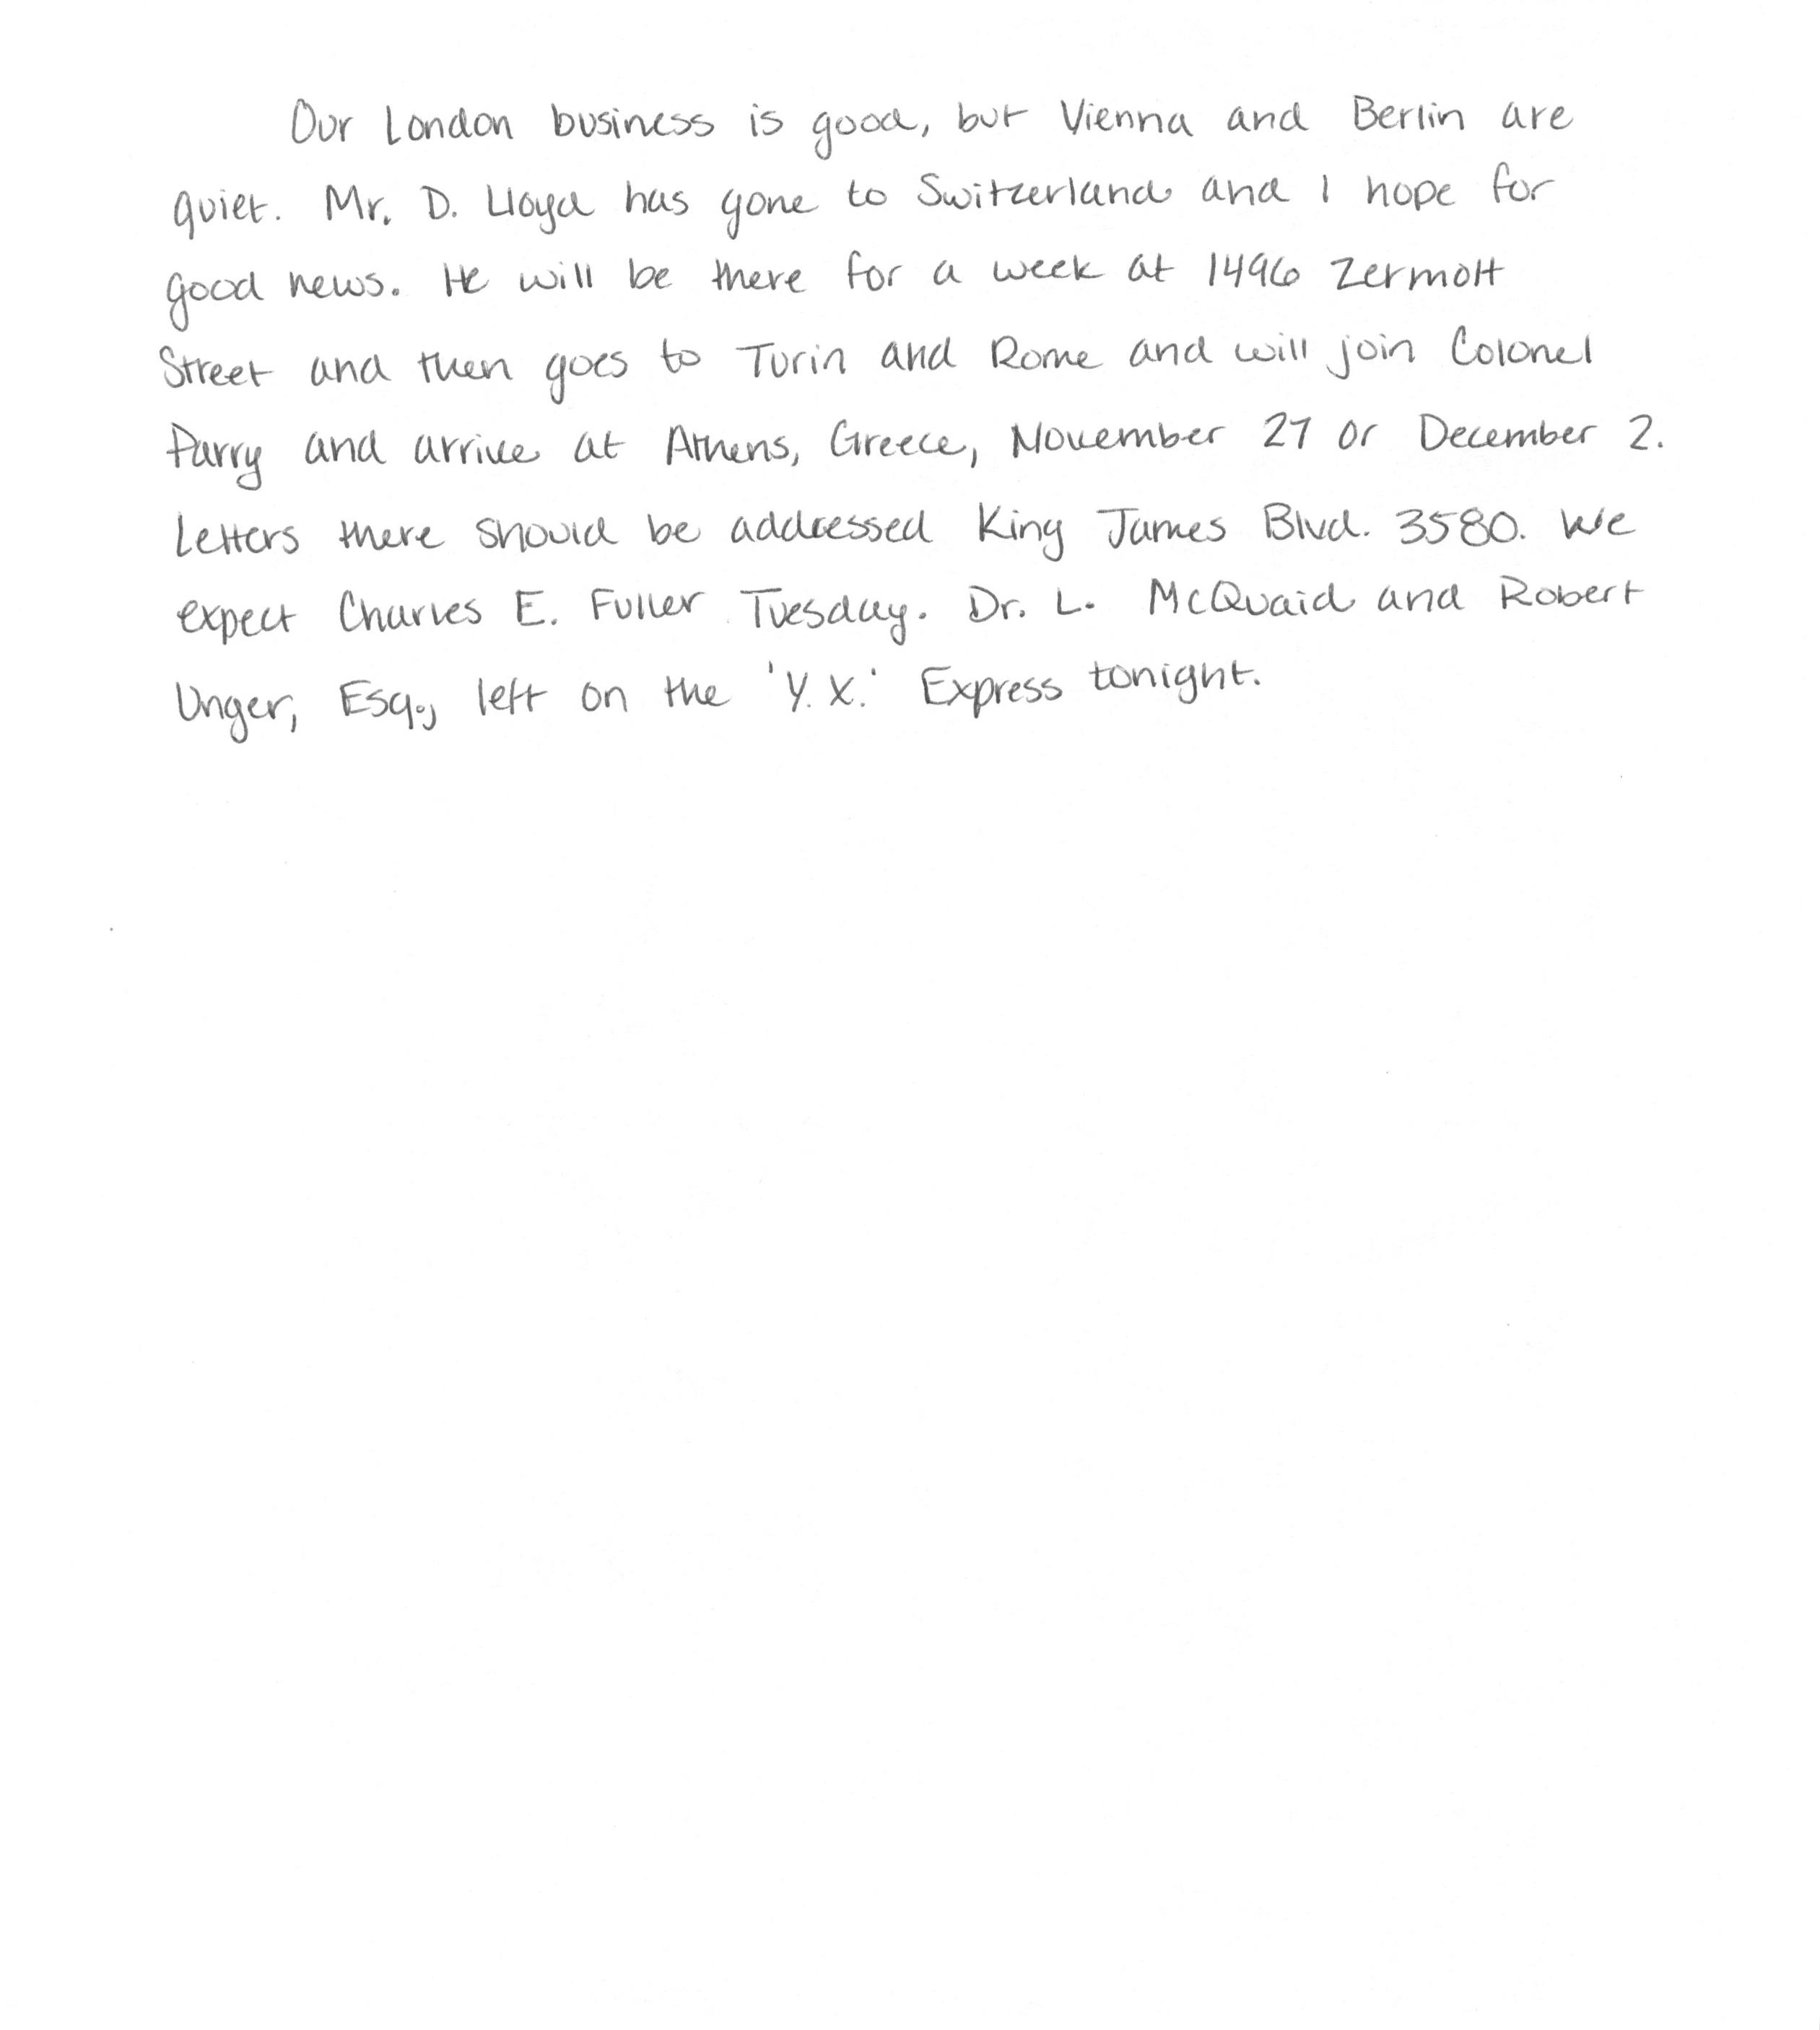 Our London business is good, but Vienna and Berlin are
quiet. Mr. D. Lloyd has gone to Switzerland and I hope for
good news. He will be there for a week at 1496 Zermott
Street and then goes to Turin and Rome and will join Colonel
Parry and arrive at Athens, Greece, November 27 or December 2.
Letters there should be addressed King James Blvd. 3580. We
expect Charles E. Fuller Tuesday. Dr. L. McQuaid and Robert
Unger, Esq., left on the 'Y.X.' Express tonight.